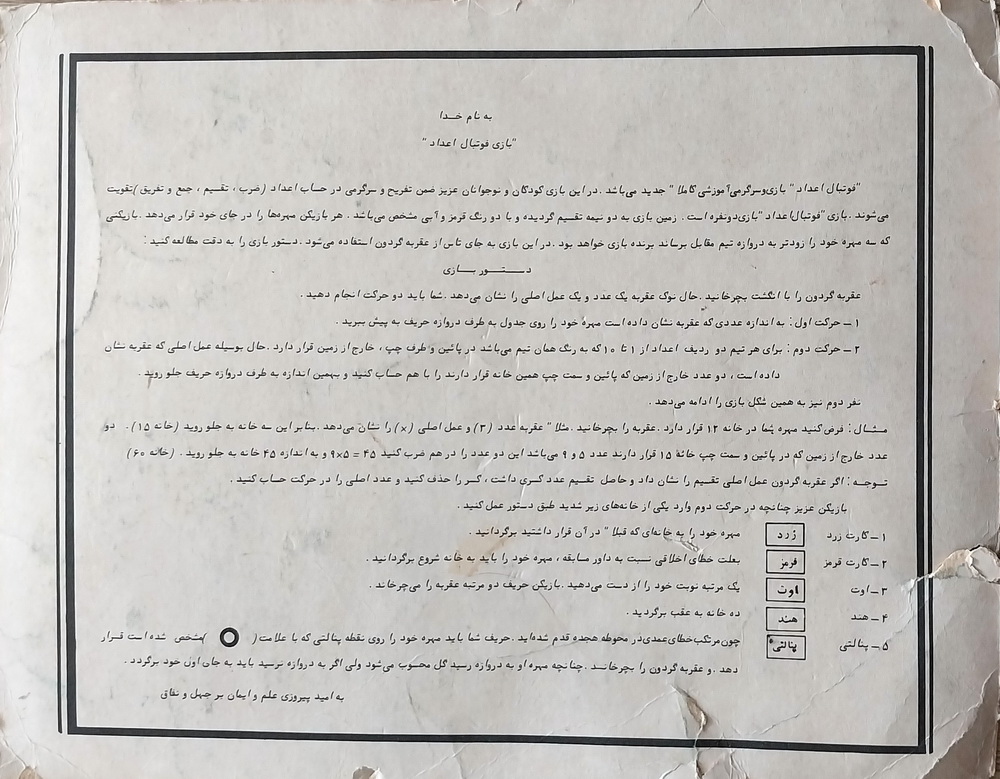 به نام خدا
"بازی فوتبال اعداد"
"فوتبال اعداد" بازی‌وسرگرمی‌آموزشی کاملا" جدید می‌باشد. در این بازی کودکان و نوجوانان عزیز ضمن تفریح و سرگرمی در حساب اعداد (ضرب، تقسیم، جمع و تفریق) تقویت
می‌شوند. بازی "فوتبال اعداد" بازی‌دونفره است. زمین بازی به دو نیمه تقسیم گردیده و با دو رنگ قرمز و آبی مشخص می‌باشد. هر بازیکن مهره‌ها را در جای خود قرار می‌دهد. بازیکنی
که سه مهره خود را زودتر به دروازه تیم مقابل برساند برنده بازی خواهد بود. در این بازی به جای تاس از عقربه گردون استفاده می‌شود. دستور بازی را به دقت مطالعه کنید:
دستور بازی
عقربه گردون را با انگشت بچرخانید. حال نوک عقربه یک عدد و یک عمل اصلی را نشان می‌دهد. شما باید دو حرکت انجام دهید.
۱ــ حرکت اول: به اندازه عددی که عقربه نشان داده است مهره خود را روی جدول به طرف دروازه حریف به پیش ببرید.
۲ــ حرکت دوم: برای هر تیم دو ردیف اعداد از ۱ تا ۱۰ که به رنگ همان تیم می‌باشد در پائین و طرف چپ، خارج از زمین قرار دارد. حال بوسیله عمل اصلی که عقربه نشان
داده است، دو عدد خارج از زمین که پائین و سمت چپ همین خانه قرار دارند را با هم حساب کنید و بهمین اندازه به طرف دروازه حریف جلو روید.
نفر دوم نیز به همین شکل بازی را ادامه می‌دهد.
مثال: فرض کنید مهره شما در خانه ۱۲ قرار دارد. عقربه را بچرخانید. مثلا" عقربه عدد (۳) و عمل اصلی (×) را نشان می‌دهد. بنابر این سه خانه به جلو روید (خانه ۱۵). دو
عدد خارج از زمین که در پائین و سمت چپ خانهٔ ۱۵ قرار دارند عدد ۵ و ۹ می‌باشد این دو عدد را در هم ضرب کنید ۴۵ = ۵×۹ و به اندازه ۴۵ خانه به جلو روید. (خانه ۶۰)
توجه: اگر عقربه گردون عمل اصلی تقسیم را نشان داد و حاصل تقسیم عدد کسری داشت، کسر را حذف کنید و عدد اصلی را در حرکت حساب کنید.
بازیکن عزیز چنانچه در حرکت دوم وارد یکی از خانه‌های زیر شدید طبق دستور عمل کنید.
۱ــ کارت زرد زرد مهره خود را به خانه‌ای که قبلا" در آن قرار داشتید برگردانید.
۲ــ کارت قرمز قرمز بعلت خطای اخلاقی نسبت به داور مسابقه، مهره خود را باید به خانه شروع برگردانید.
۳ــ اوت اوت یک مرتبه نوبت خود را از دست می‌دهید. بازیکن حریف دو مرتبه عقربه را می‌چرخاند.
۴ــ هند هند ده خانه به عقب برگردید.
۵ــ پنالتی پنالتی چون مرتکب خطای عمدی در محوطه هجده قدم شده‌اید. حریف شما باید مهره خود را روی نقطه پنالتی که با علامت ( ) مشخص شده است قرار
دهد. و عقربه گردون را بچرخانند. چنانچه مهره او به دروازه رسید گل محسوب می‌شود ولی اگر به دروازه نرسید باید به جای اول خود برگردد.
به امید پیروزی علم و ایمان بر جهل و نفاق